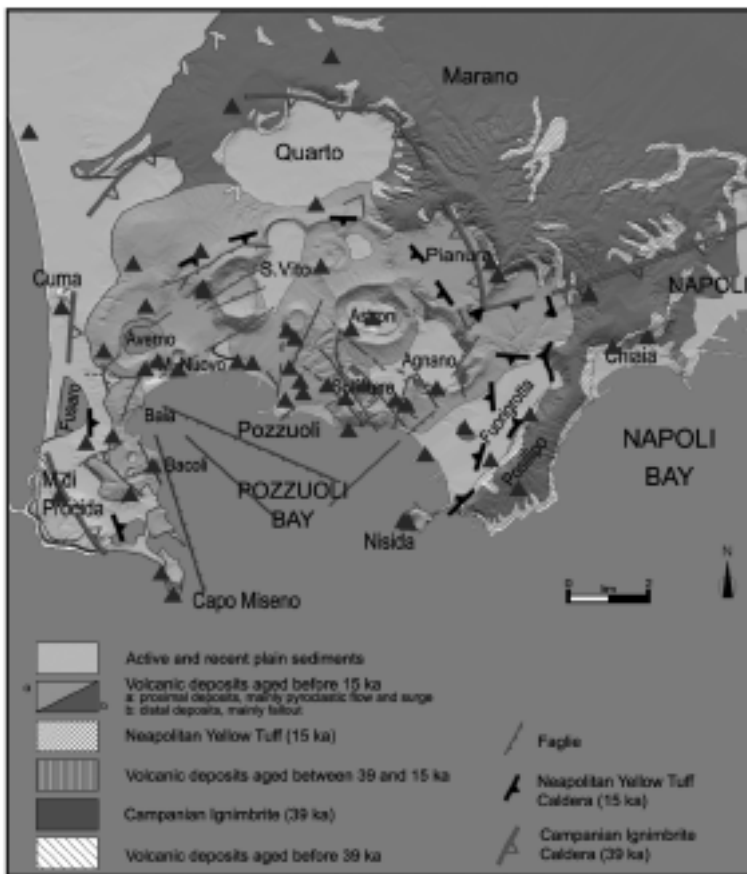 Marano
Quarto
Pianura
S.Vito
Cuma
NAPOLI
Astroni
Averno
Chiaia
Agnano
Nuovo
Fusaro
Fuorigrotta
Baia
Pozzuoli
NAPOLI
BAY
Bacoli
Posillipo
M.di
Procida
POZZUOLI
BAY
Nisida
N
0 km 2
Capo Miseno
Active and recent plain sediments
a
Volcanic deposits aged before 15 ka
a: proximal deposits, mainly pyroclastic flow and surge
b: distal deposits, mainly fallout
b
Neapolitan Yellow Tuff (15 ka)
Faglie
Volcanic deposits aged between 39 and 15 ka
Neapolitan Yellow Tuff
Caldera (15 ka)
Campanian Ignimbrite (39 ka)
Campanian Ignimbrite
Caldera (39 ka)
Volcanic deposits aged before 39 ka